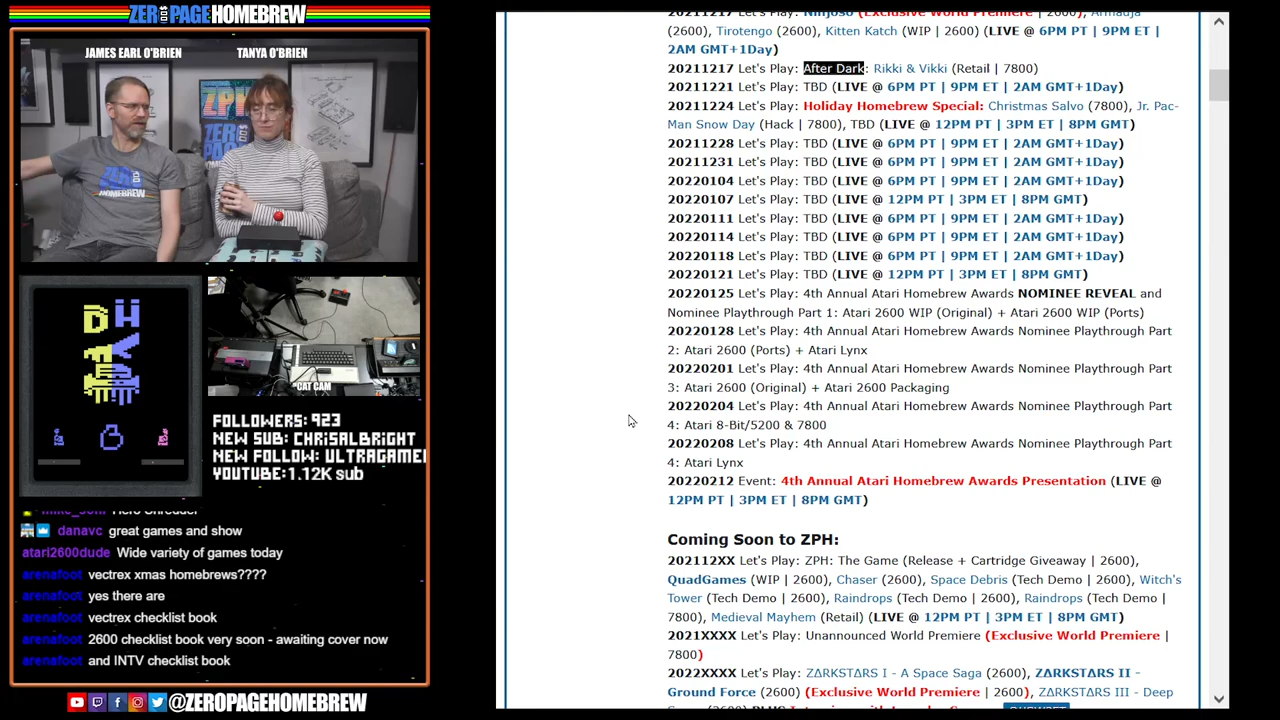 ZERO PAGE HOMEBREW
JAMES EARL O'BRIEN
TANYA O'BRIEN
*CAT CAM
FOLLOWERS: 923
NEW SUB: CHRISALBRIGHT
NEW FOLLOW: ULTRAGAME
YOUTUBE: 1.12K sub
mike_sohl Hero Shredder
danavc great games and show
atari2600dude Wide variety of games today
arenafoot vectrex xmas homebrews????
arenafoot yes there are
arenafoot vectrex checklist book
arenafoot 2600 checklist book very soon - awaiting cover now
arenafoot and INTV checklist book
@ZEROPAGEHOMEBREW
20211217 Let's Play: Ninjoso (Exclusive World Premiere | 2600), Armadja
(2600), Tirotengo (2600), Kitten Katch (WIP | 2600) (LIVE @ 6PM PT | 9PM ET |
2AM GMT+1Day)
20211217 Let's Play: After Dark: Rikki & Vikki (Retail | 7800)
20211221 Let's Play: TBD (LIVE @ 6PM PT | 9PM ET | 2AM GMT+1Day)
20211224 Let's Play: Holiday Homebrew Special: Christmas Salvo (7800), Jr. Pac-
Man Snow Day (Hack | 7800), TBD (LIVE @ 12PM PT | 3PM ET | 8PM GMT)
20211228 Let's Play: TBD (LIVE @ 6PM PT | 9PM ET | 2AM GMT+1Day)
20211231 Let's Play: TBD (LIVE @ 6PM PT | 9PM ET | 2AM GMT+1Day)
20220104 Let's Play: TBD (LIVE @ 6PM PT | 9PM ET | 2AM GMT+1Day)
20220107 Let's Play: TBD (LIVE @ 12PM PT | 3PM ET | 8PM GMT)
20220111 Let's Play: TBD (LIVE @ 6PM PT | 9PM ET | 2AM GMT+1Day)
20220114 Let's Play: TBD (LIVE @ 6PM PT | 9PM ET | 2AM GMT+1Day)
20220118 Let's Play: TBD (LIVE @ 6PM PT | 9PM ET | 2AM GMT+1Day)
20220121 Let's Play: TBD (LIVE @ 12PM PT | 3PM ET | 8PM GMT)
20220125 Let's Play: 4th Annual Atari Homebrew Awards NOMINEE REVEAL and
Nominee Playthrough Part 1: Atari 2600 WIP (Original) + Atari 2600 WIP (Ports)
20220128 Let's Play: 4th Annual Atari Homebrew Awards Nominee Playthrough Part
2: Atari 2600 (Ports) + Atari Lynx
20220201 Let's Play: 4th Annual Atari Homebrew Awards Nominee Playthrough Part
3: Atari 2600 (Original) + Atari 2600 Packaging
20220204 Let's Play: 4th Annual Atari Homebrew Awards Nominee Playthrough Part
4: Atari 8-Bit/5200 & 7800
20220208 Let's Play: 4th Annual Atari Homebrew Awards Nominee Playthrough Part
4: Atari Lynx
20220212 Event: 4th Annual Atari Homebrew Awards Presentation (LIVE @
12PM PT | 3PM ET | 8PM GMT)
Coming Soon to ZPH:
202112XX Let's Play: ZPH: The Game (Release + Cartridge Giveaway | 2600),
QuadGames (WIP | 2600), Chaser (2600), Space Debris (Tech Demo | 2600), Witch's
Tower (Tech Demo | 2600), Raindrops (Tech Demo | 2600), Raindrops (Tech Demo |
7800), Medieval Mayhem (Retail) (LIVE @ 12PM PT | 3PM ET | 8PM GMT)
2021XXXX Let's Play: Unannounced World Premiere (Exclusive World Premiere |
7800)
2022XXXX Let's Play: ZΔRKSTΔRS I - A Space Saga (2600), ZΔRKSTΔRS II -
Ground Force (2600) (Exclusive World Premiere | 2600), ZΔRKSTΔRS III - Deep